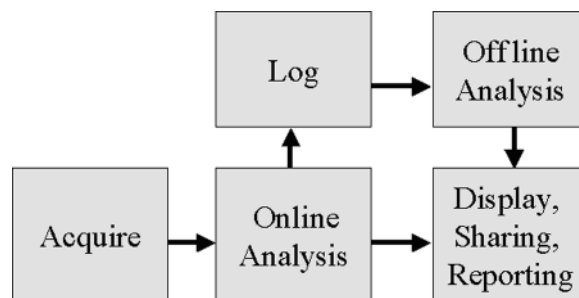 Log
Offline
Analysis
Acquire
Online
Analysis
Display,
Sharing,
Reporting